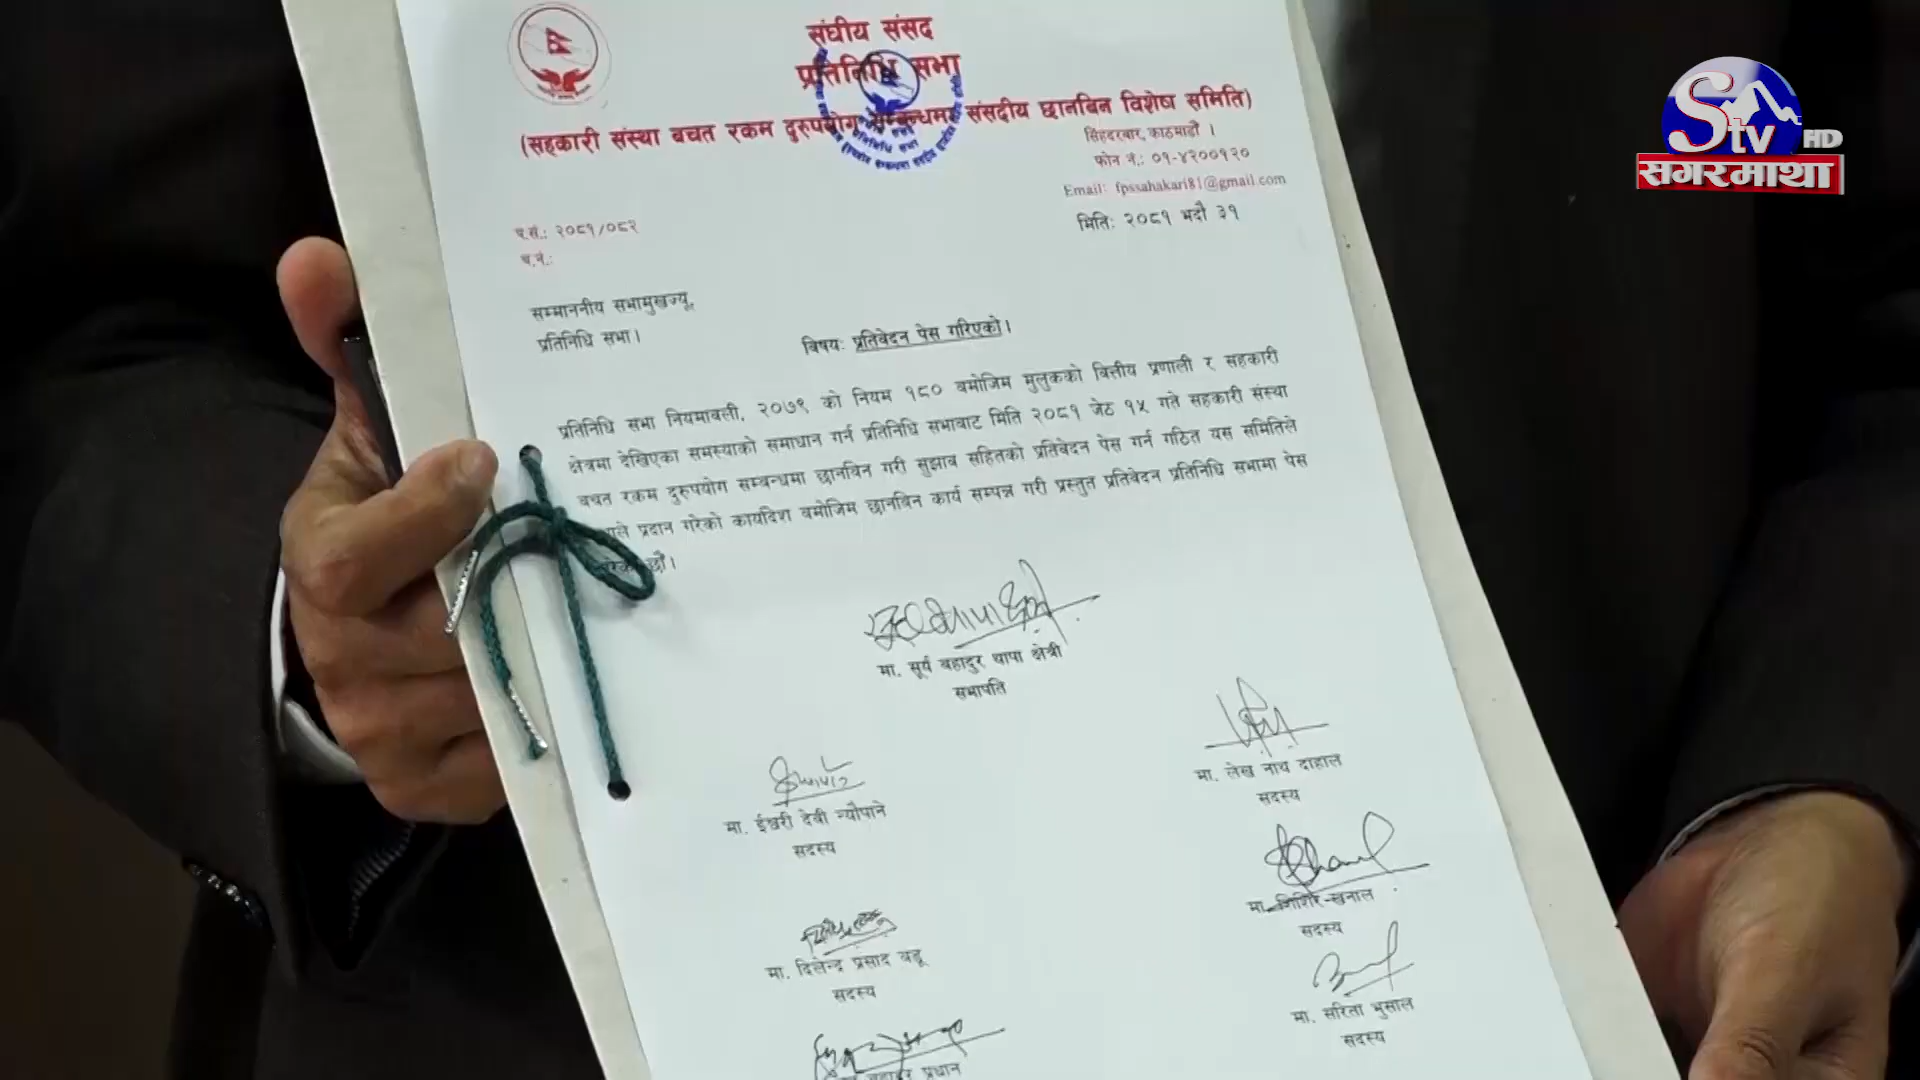 संघीय संसद
प्रतिनिधि सभा
(सहकारी संस्था बचत रकम दुरुपयोग सम्बन्धमा संसदीय छानबिन विशेष समिति)
सिंहदरबार, काठमाडौं ।
फोन नं.: ०१-४२००१२०
Email: fpssahakari81@gmail.com
प.सं.: २०८१/०८२
मिति: २०८१ भदौ ३१
च.नं.:
सम्माननीय सभामुखज्यू,
प्रतिनिधि सभा।
विषय: प्रतिवेदन पेस गरिएको।
प्रतिनिधि सभा नियमावली, २०७९ को नियम १८० बमोजिम मुलुकको वित्तीय प्रणाली र सहकारी
क्षेत्रमा देखिएका समस्याको समाधान गर्न प्रतिनिधि सभाबाट मिति २०८१ जेठ १५ गते सहकारी संस्था
बचत रकम दुरुपयोग सम्बन्धमा छानबिन गरी सुझाव सहितको प्रतिवेदन पेस गर्न गठित यस समितिले
प्रदान गरेको कार्यादेश बमोजिम छानबिन कार्य सम्पन्न गरी प्रस्तुत प्रतिवेदन प्रतिनिधि सभामा पेस
छौं।
मा. सूर्य बहादुर थापा क्षेत्री
सभापति
मा. लेख नाथ दाहाल
सदस्य
मा. ईश्वरी देवी न्यौपाने
सदस्य
मा. शिशिर खनाल
सदस्य
मा. दिलेन्द्र प्रसाद बडू
सदस्य
मा. सरिता भुसाल
सदस्य
बहादुर प्रधान
Stv HD
सगरमाथा